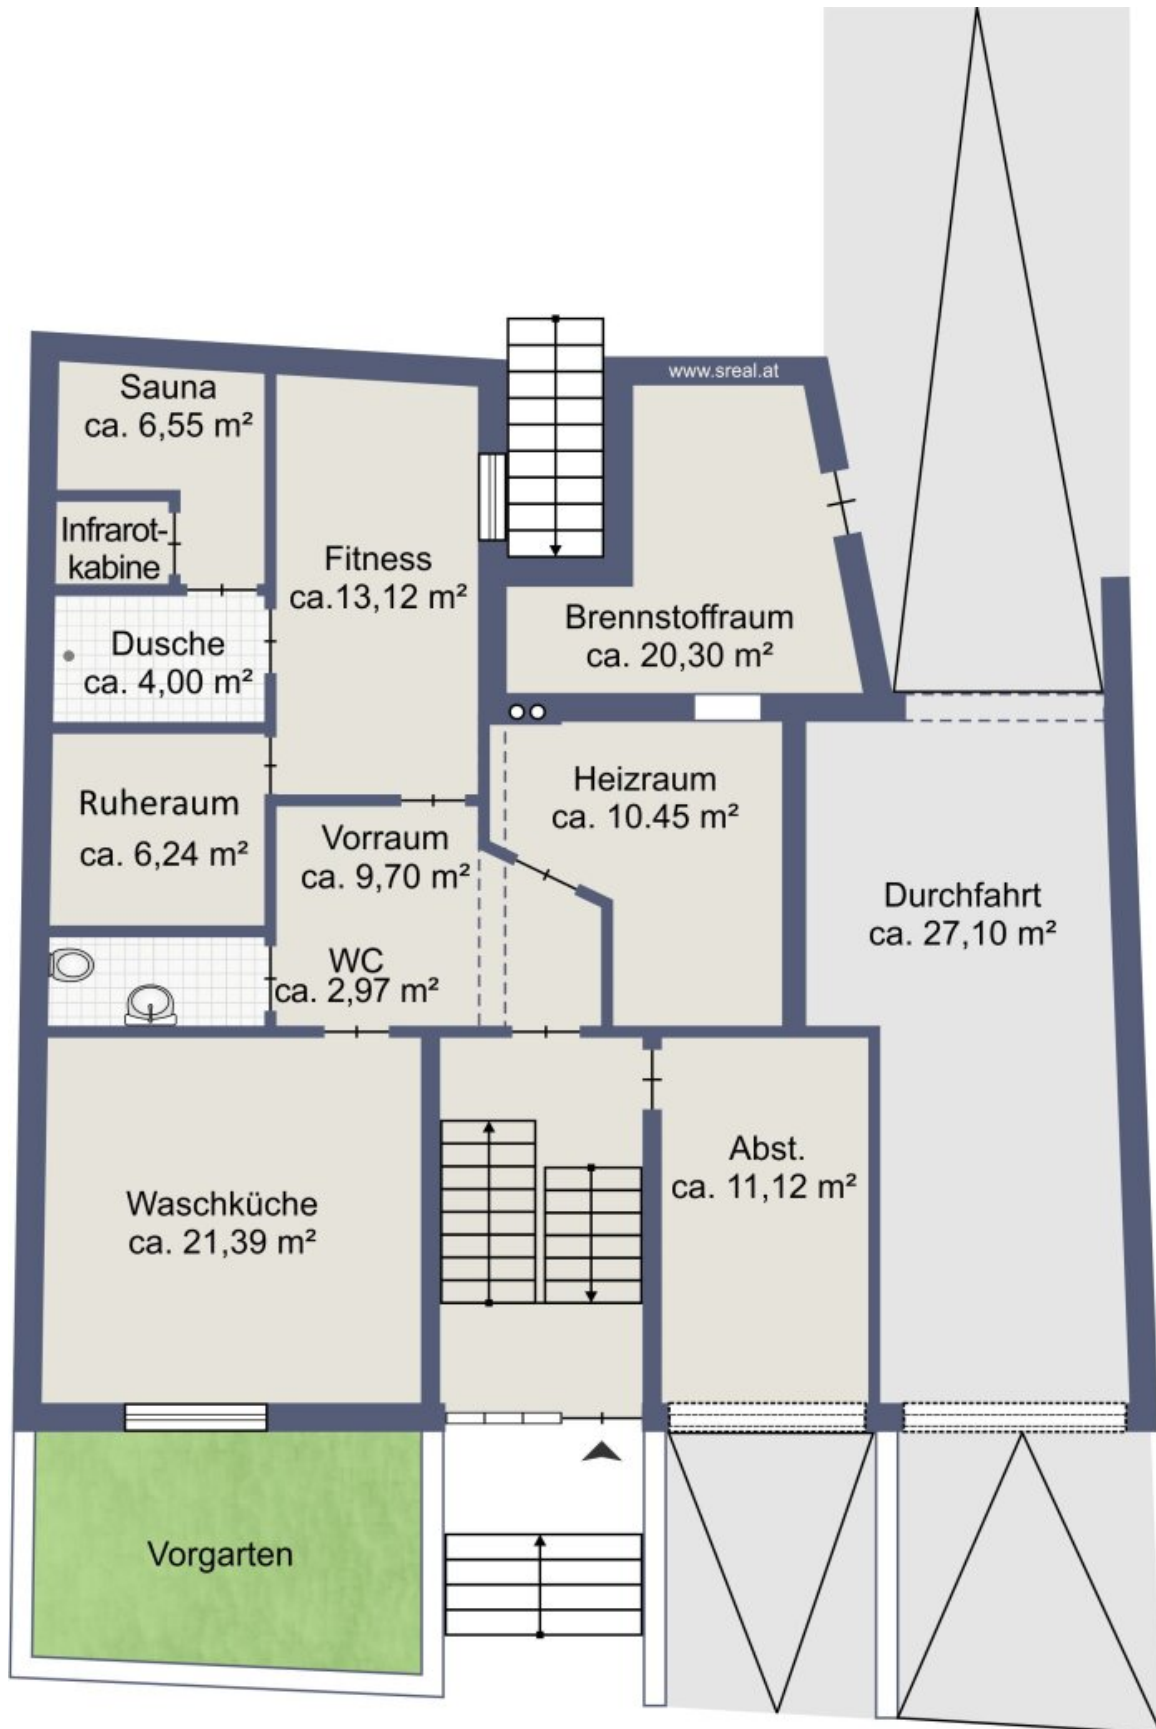 www.sreal.at
Sauna
ca. 6,55 m²
Infrarot-
kabine
Fitness
ca.13,12 m²
Dusche
ca. 4,00 m²
Brennstoffraum
ca. 20,30 m²
Ruheraum
ca. 6,24 m²
Vorraum
ca. 9,70 m²
Heizraum
ca. 10.45 m²
Durchfahrt
ca. 27,10 m²
WC
ca. 2,97 m²
Waschküche
ca. 21,39 m²
Abst.
ca. 11,12 m²
Vorgarten